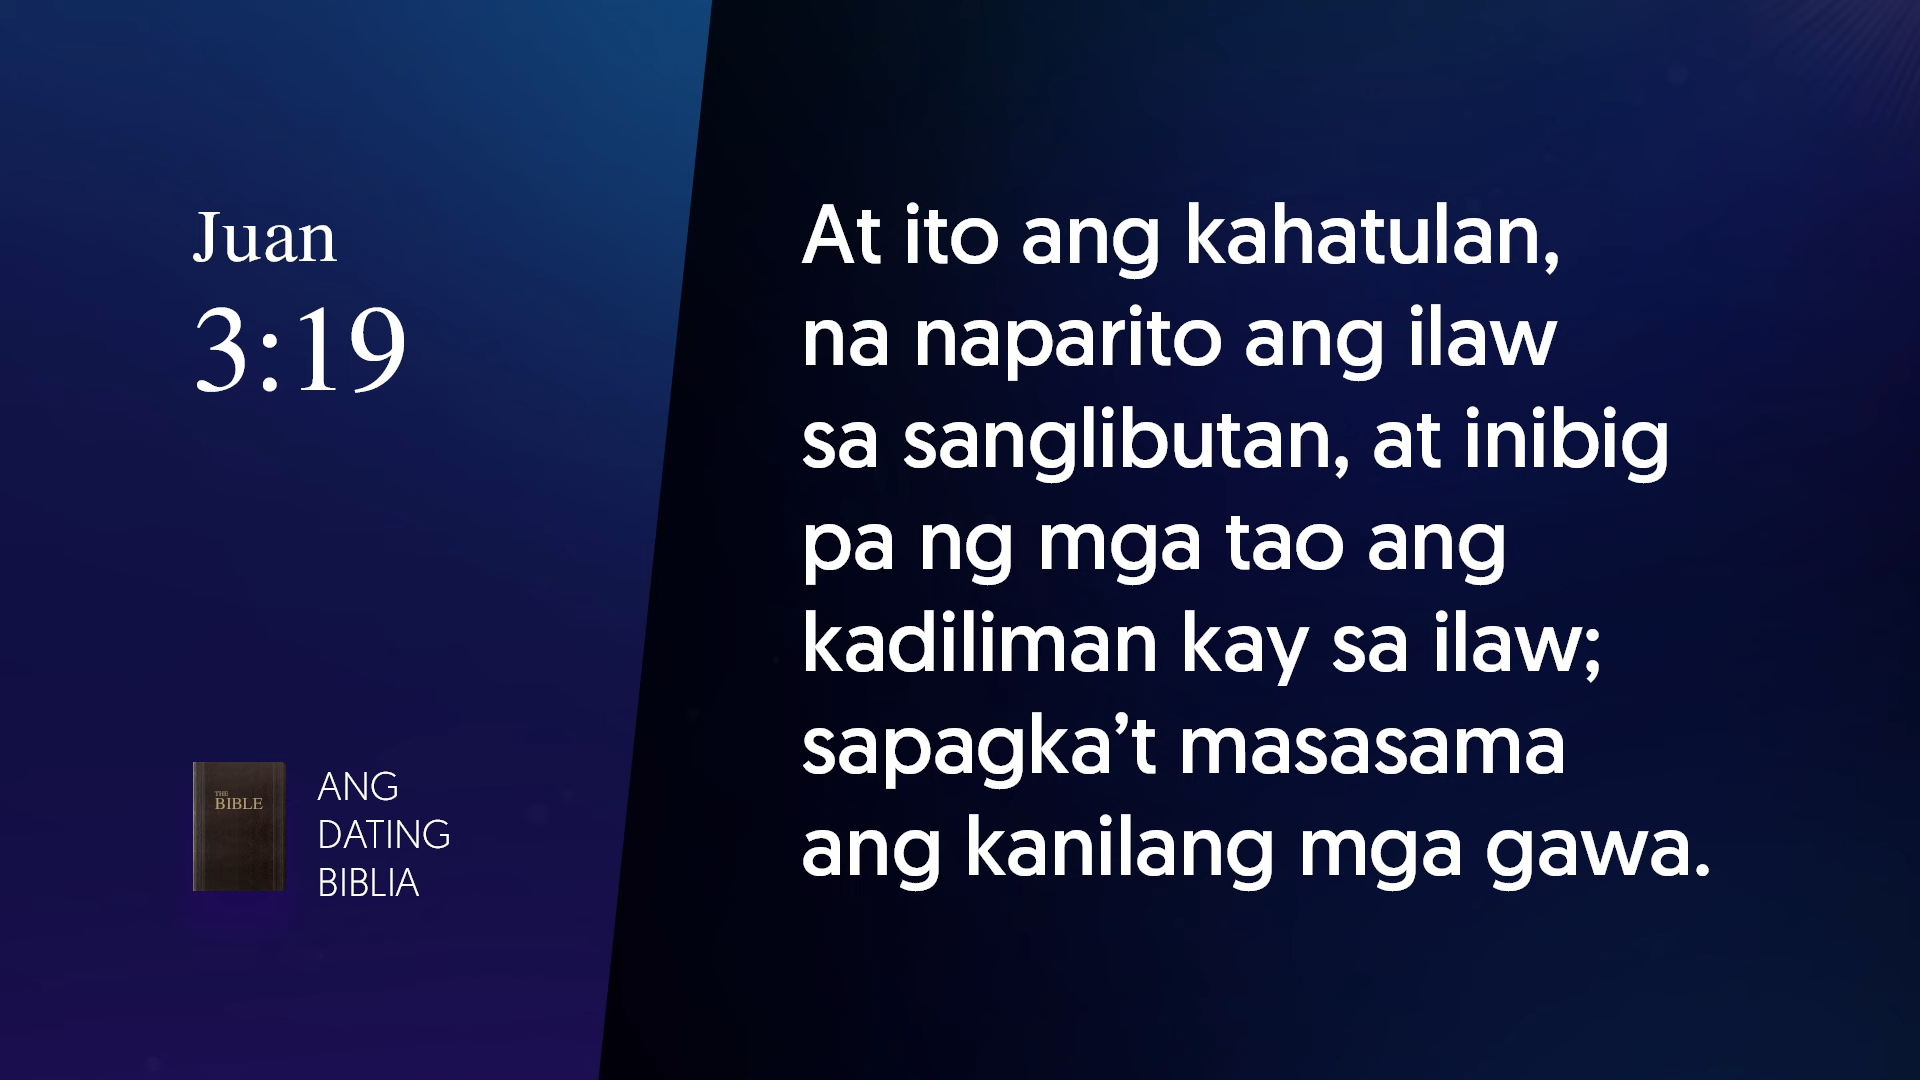 Juan
3:19
At ito ang kahatulan,
na naparito ang ilaw
sa sanglibutan, at inibig
pa ng mga tao ang
kadiliman kay sa ilaw;
sapagka’t masasama
ang kanilang mga gawa.
THE
BIBLE
ANG
DATING
BIBLIA